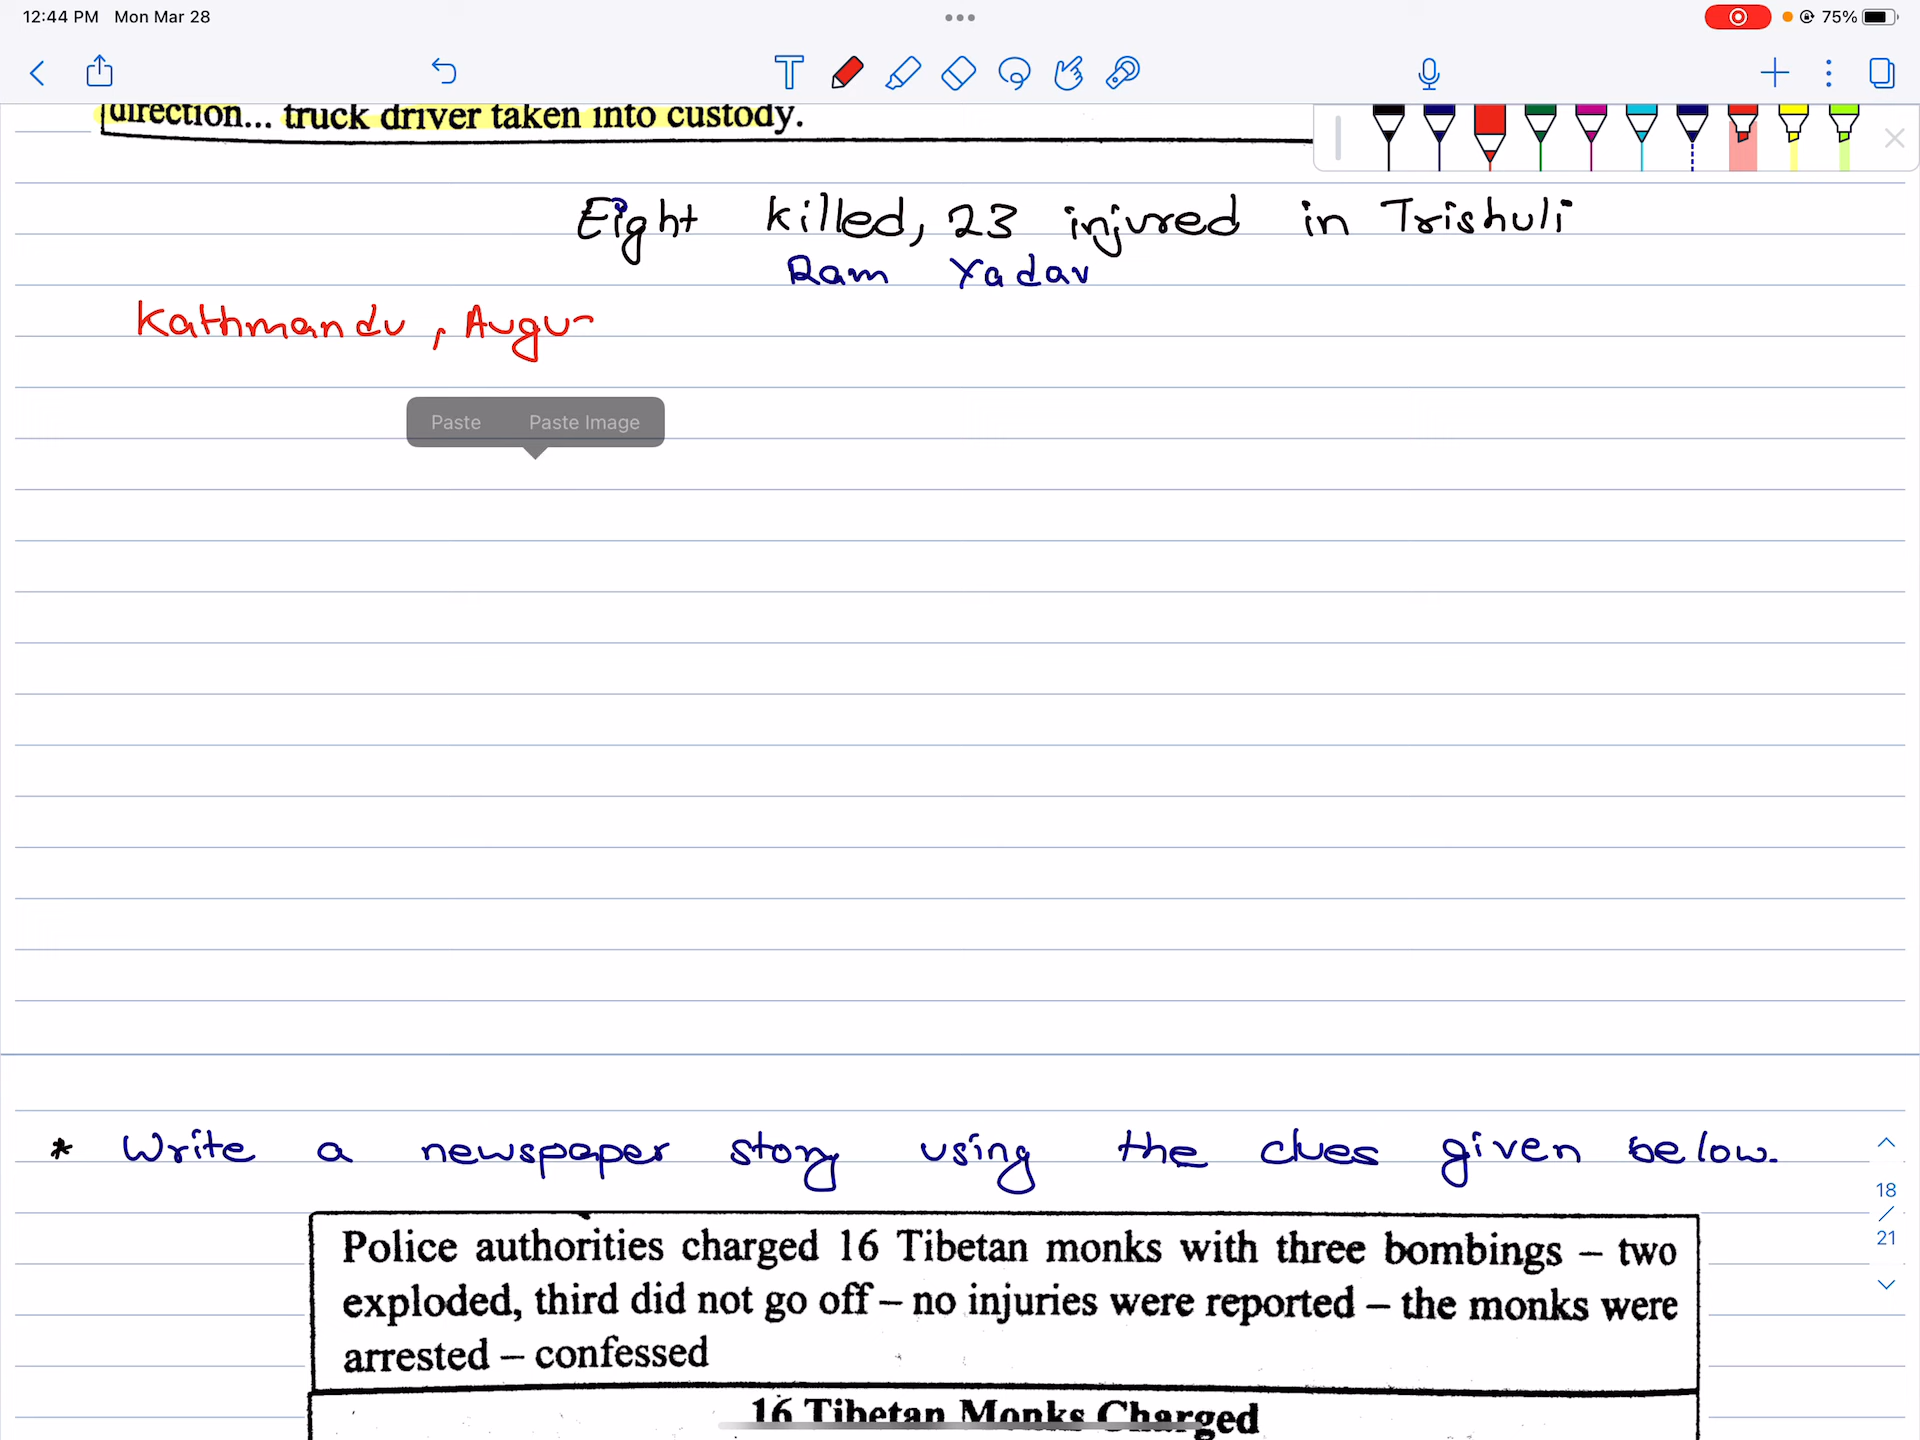 12:44 PM Mon Mar 28
75%
direction... truck driver taken into custody.
Eight killed, 23 injured in Trishuli
Ram Yadav
Kathmandu, Augu
Paste Paste Image
* Write a newspaper story using the clues given below.
18
/
21
Police authorities charged 16 Tibetan monks with three bombings – two
exploded, third did not go off – no injuries were reported – the monks were
arrested – confessed
16 Tibetan Monks Charged